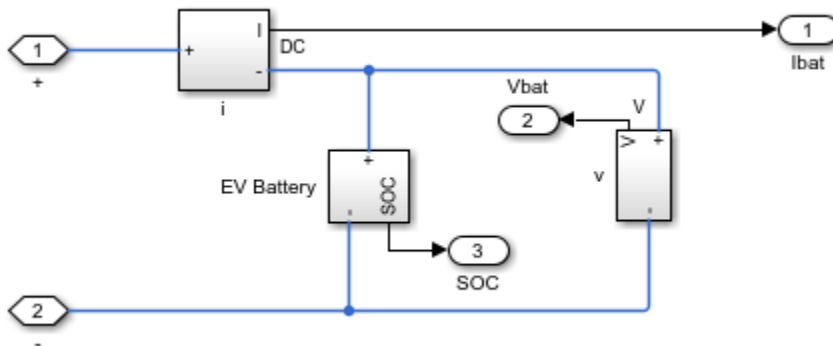 I
DC
1
+
+
1
-
Ibat
+
i
Vbat
2
V
V
+
v
EV Battery
+
-
SOC
-
3
SOC
2
-